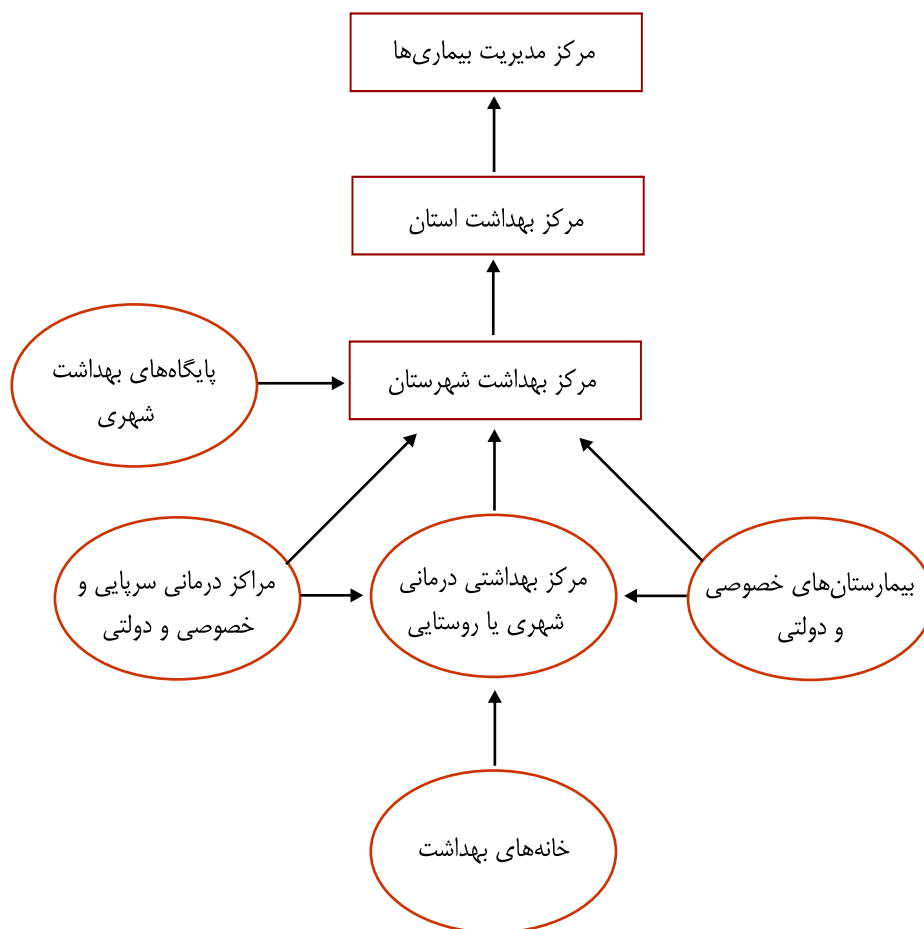 مرکز مدیریت بیماری‌ها
مرکز بهداشت استان
مرکز بهداشت شهرستان
پایگاه‌های بهداشت
شهری
بیمارستان‌های خصوصی
و دولتی
مرکز بهداشتی درمانی
شهری یا روستایی
مراکز درمانی سرپایی و
خصوصی و دولتی
خانه‌های بهداشت